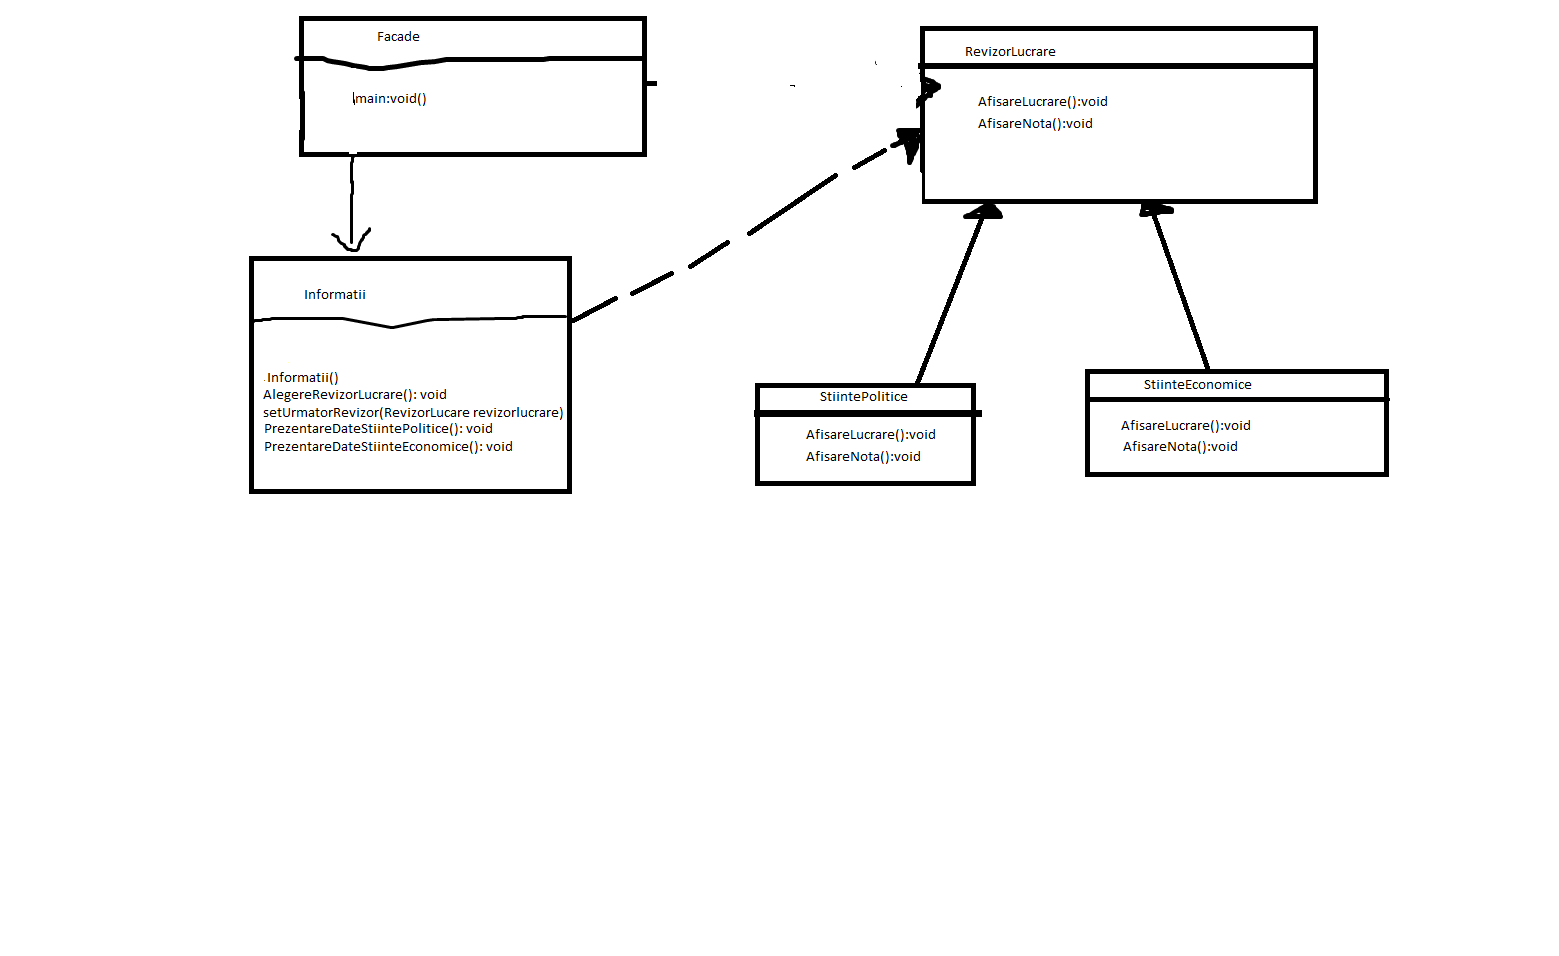 Facade
main:void()
RevizorLucrare
AfisareLucrare():void
AfisareNota():void
Informatii
Informatii()
AlegereRevizorLucrare(): void
setUrmatorRevizor(RevizorLucare revizorlucrare)
PrezentareDateStiintePolitice(): void
PrezentareDateStiinteEconomice(): void
StiintePolitice
AfisareLucrare():void
AfisareNota():void
StiinteEconomice
AfisareLucrare():void
AfisareNota():void